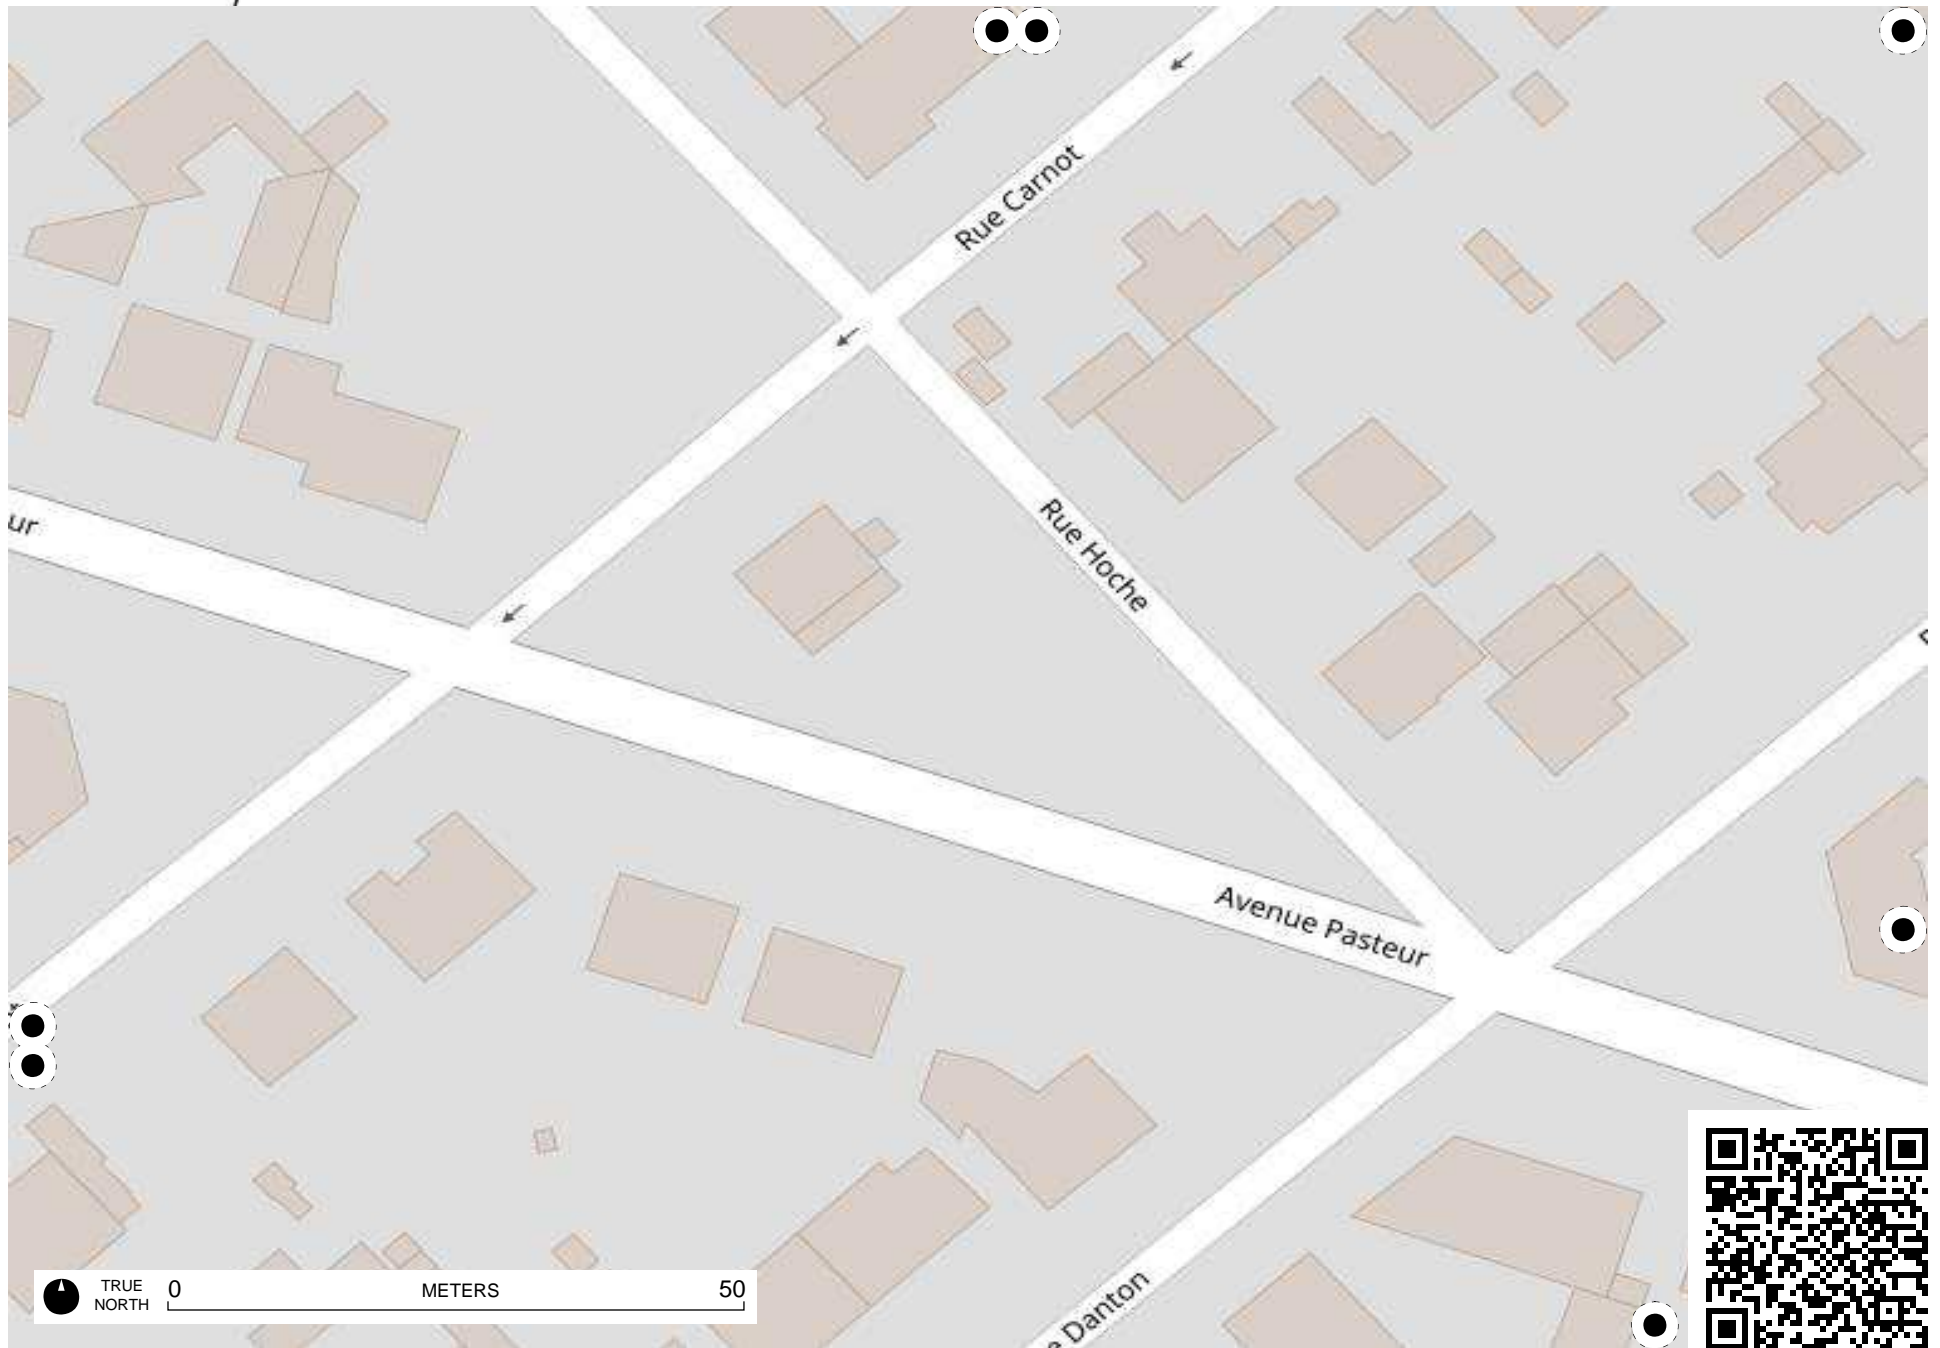 Rue Carnot
ur
Rue Hoche
Avenue Pasteur
e Danton
TRUE
NORTH
0
METERS
50